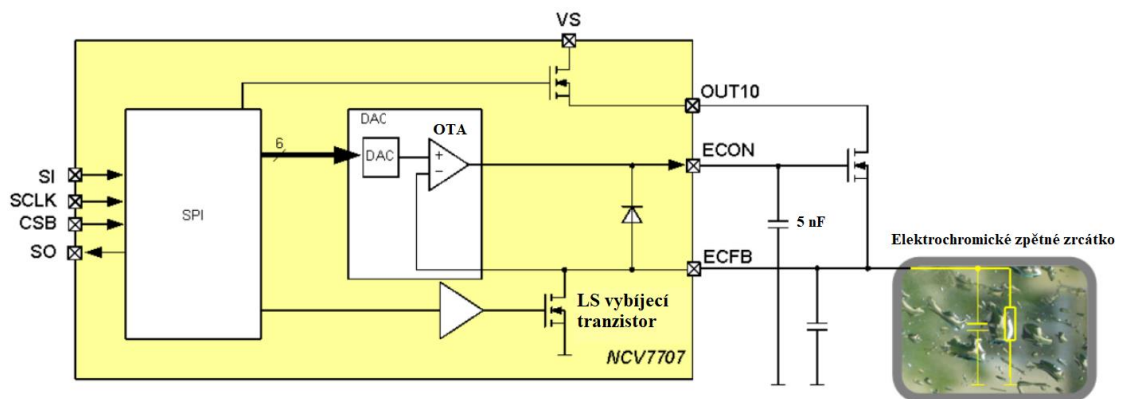 VS
OUT10
DAC
OTA
6
DAC
+
−
ECON
SI
SCLK
SPI
CSB
SO
5 nF
ECFB
Elektrochromické zpětné zrcátko
LS vybíjecí
tranzistor
NCV7707